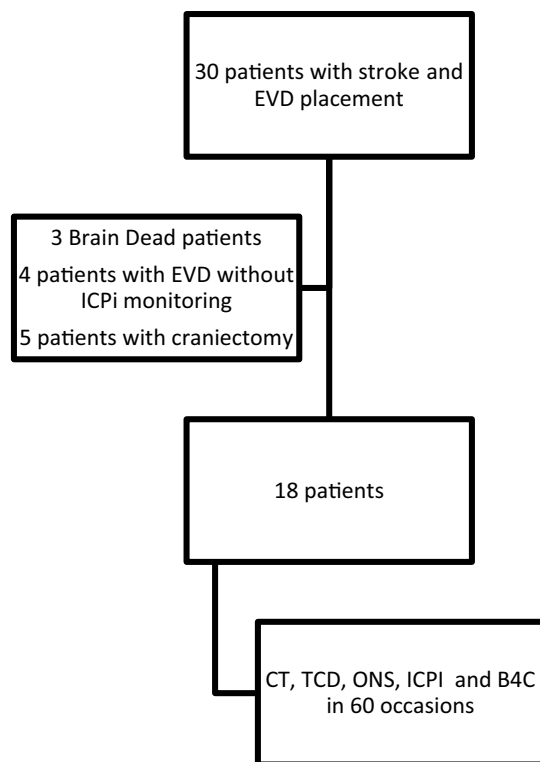 30 patients with stroke and
EVD placement
3 Brain Dead patients
4 patients with EVD without
ICPi monitoring
5 patients with craniectomy
18 patients
CT, TCD, ONS, ICPI and B4C
in 60 occasions